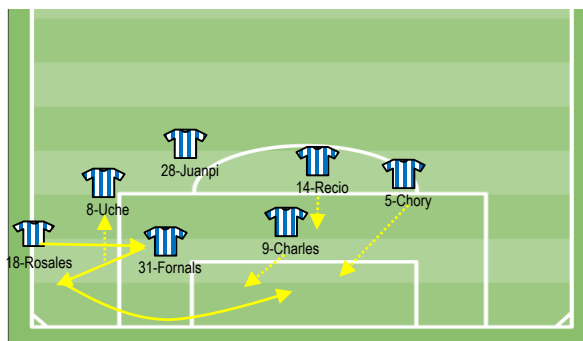 28-Juanpi
14-Recio
5-Chory
8-Uche
9-Charles
18-Rosales
31-Fornals